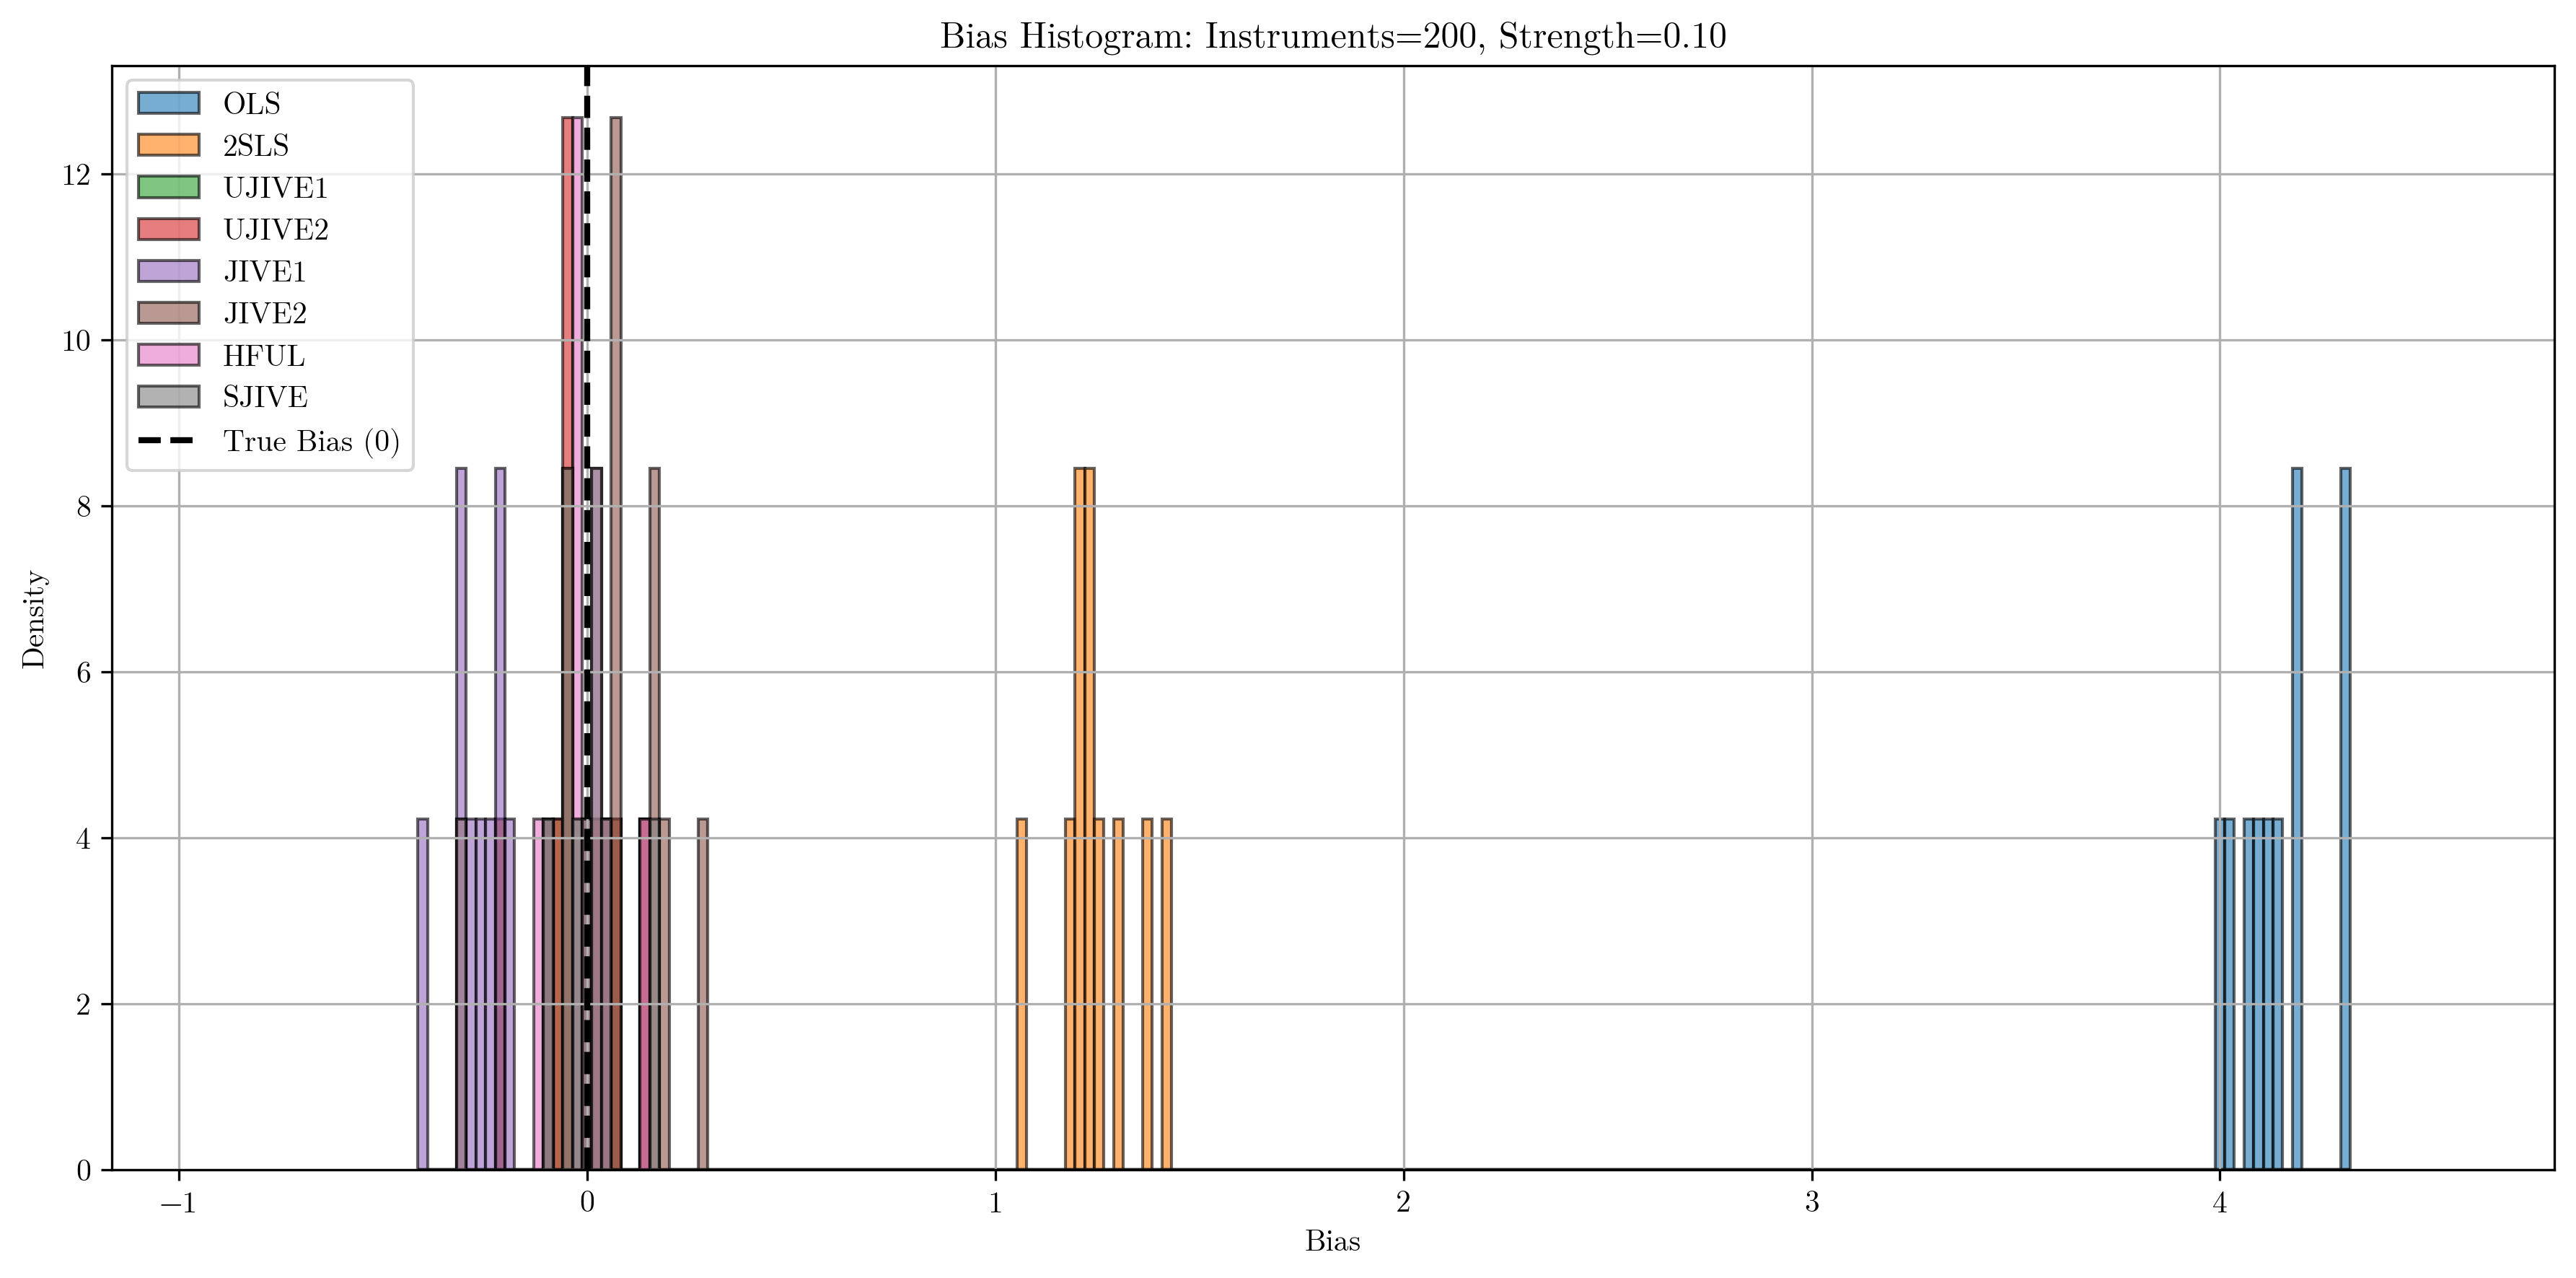 Bias Histogram: Instruments=200, Strength=0.10
OLS
2SLS
UJIVE1
UJIVE2
JIVE1
JIVE2
HFUL
SJIVE
True Bias (0)
12
10
8
6
4
2
0
Density
−1 0 1 2 3 4
Bias